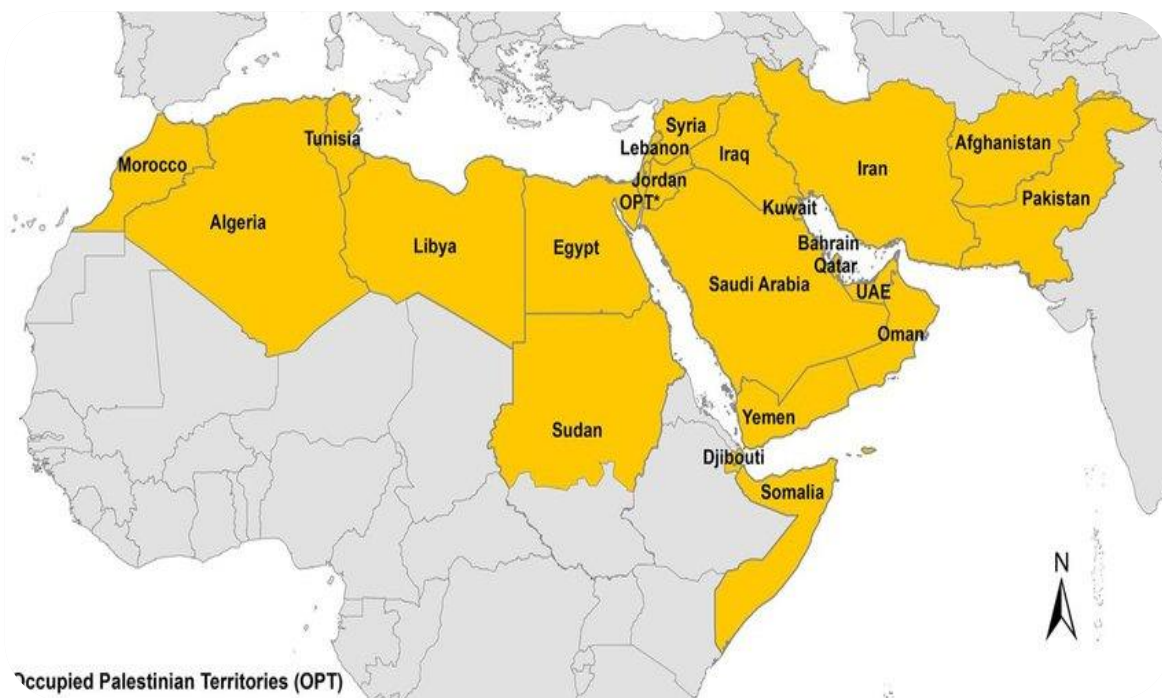 Tunisia
Morocco
Algeria
Libya
Egypt
Sudan
Syria
Lebanon
Jordan
OPT*
Iraq
Iran
Afghanistan
Pakistan
Kuwait
Bahrain
Qatar
Saudi Arabia
UAE
Oman
Yemen
Djibouti
Somalia
N
Occupied Palestinian Territories (OPT)